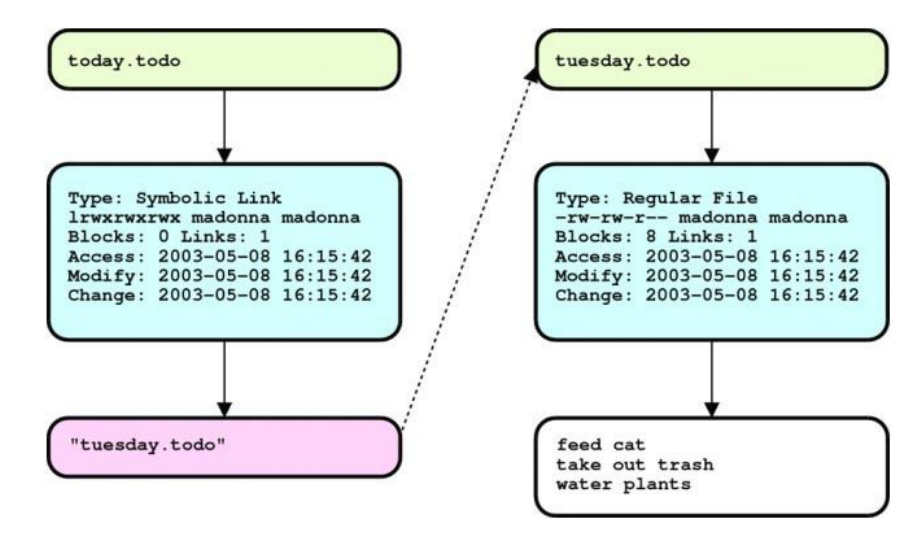 today.todo
Type: Symbolic Link
lrwxrwxrwx madonna madonna
Blocks: 0 Links: 1
Access: 2003-05-08 16:15:42
Modify: 2003-05-08 16:15:42
Change: 2003-05-08 16:15:42
"tuesday.todo"
tuesday.todo
Type: Regular File
-rw-rw-r-- madonna madonna
Blocks: 8 Links: 1
Access: 2003-05-08 16:15:42
Modify: 2003-05-08 16:15:42
Change: 2003-05-08 16:15:42
feed cat
take out trash
water plants